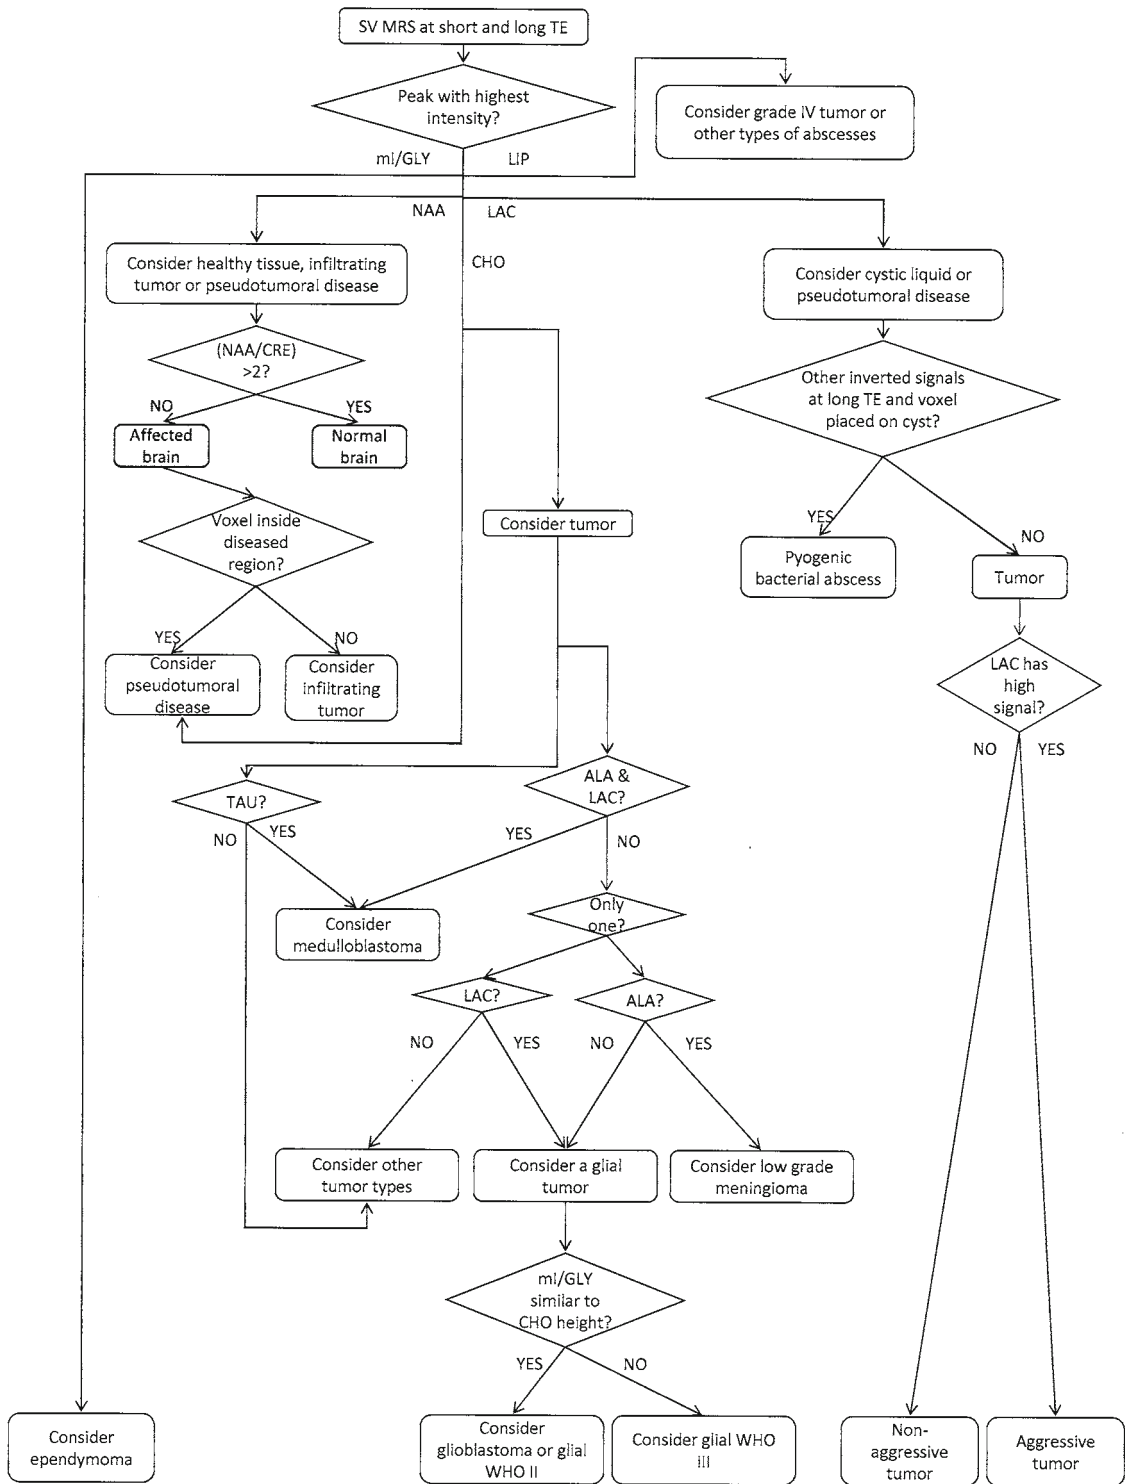 SV MRS at short and long TE
Peak with highest
intensity?
Consider grade IV tumor or
other types of abscesses
mI/GLY
LIP
NAA
LAC
CHO
Consider healthy tissue, infiltrating
tumor or pseudotumoral disease
Consider cystic liquid or
pseudotumoral disease
(NAA/CRE)
>2?
NO
YES
Affected
brain
Normal
brain
Other inverted signals
at long TE and voxel
placed on cyst?
Voxel inside
diseased
region?
Consider tumor
YES
NO
Pyogenic
bacterial abscess
Tumor
YES
NO
Consider
pseudotumoral
disease
Consider
infiltrating
tumor
LAC has
high
signal?
NO
YES
TAU?
NO
YES
ALA &
LAC?
YES
NO
Consider
medulloblastoma
Only
one?
LAC?
ALA?
NO
YES
NO
YES
Consider other
tumor types
Consider a glial
tumor
Consider low grade
meningioma
mI/GLY
similar to
CHO height?
YES
NO
Consider
ependymoma
Consider
glioblastoma or glial
WHO II
Consider glial WHO
III
Non-
aggressive
tumor
Aggressive
tumor